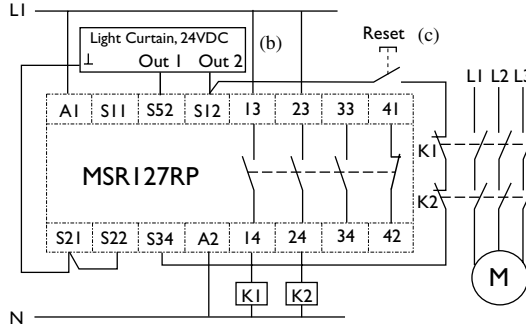 L1
Light Curtain, 24VDC
(b)
Reset
(c)
⊥
Out 1
Out 2
L1
L2
L3
A1
S11
S52
S12
13
23
33
41
K1
MSR127RP
K2
S21
S22
S34
A2
14
24
34
42
K1
K2
M
N